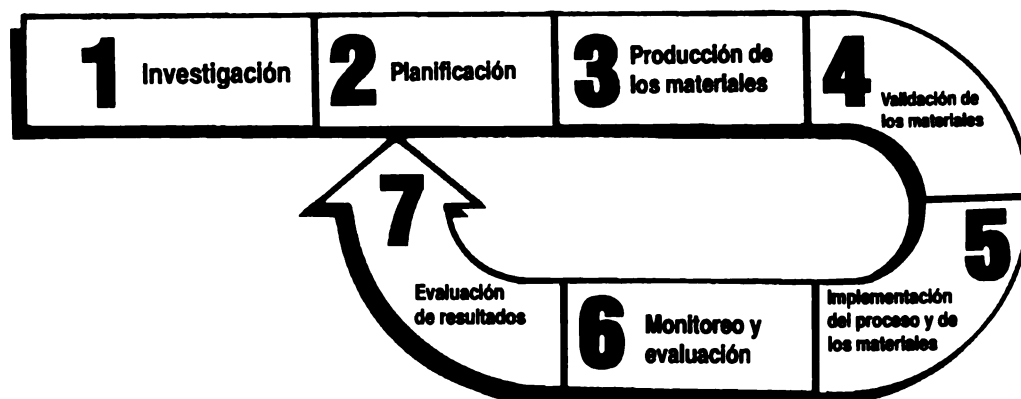 1 Investigación
2 Planificación
3 Producción de
los materiales
4 Validación de
los materiales
5
Implementación
del proceso y de
los materiales
6 Monitoreo y
evaluación
7
Evaluación
de resultados